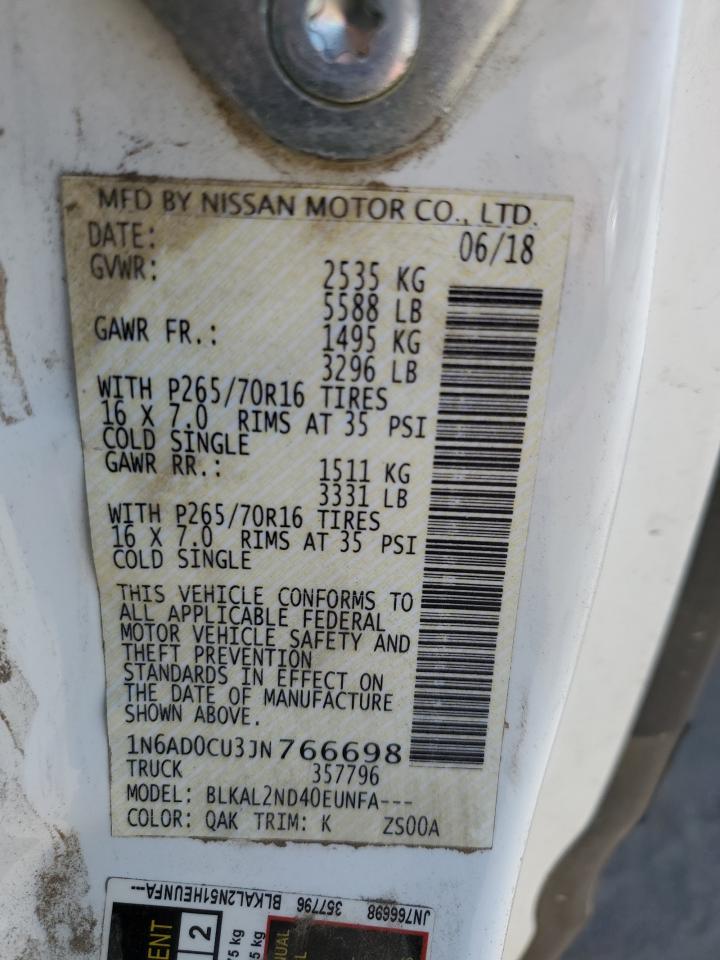 MFD BY NISSAN MOTOR CO., LTD.
DATE: 06/18
GVWR: 2535 KG
5588 LB
GAWR FR.: 1495 KG
3296 LB
WITH P265/70R16 TIRES
16 X 7.0 RIMS AT 35 PSI
COLD SINGLE
GAWR RR.: 1511 KG
3331 LB
WITH P265/70R16 TIRES
16 X 7.0 RIMS AT 35 PSI
COLD SINGLE
THIS VEHICLE CONFORMS TO
ALL APPLICABLE FEDERAL
MOTOR VEHICLE SAFETY AND
THEFT PREVENTION
STANDARDS IN EFFECT ON
THE DATE OF MANUFACTURE
SHOWN ABOVE.
1N6AD0CU3JN766698
TRUCK 357796
MODEL: BLKAL2ND40EUNFA---
COLOR: QAK TRIM: K ZS00A
JN766698 357796 BLKAL2N51HEUNFA---
2